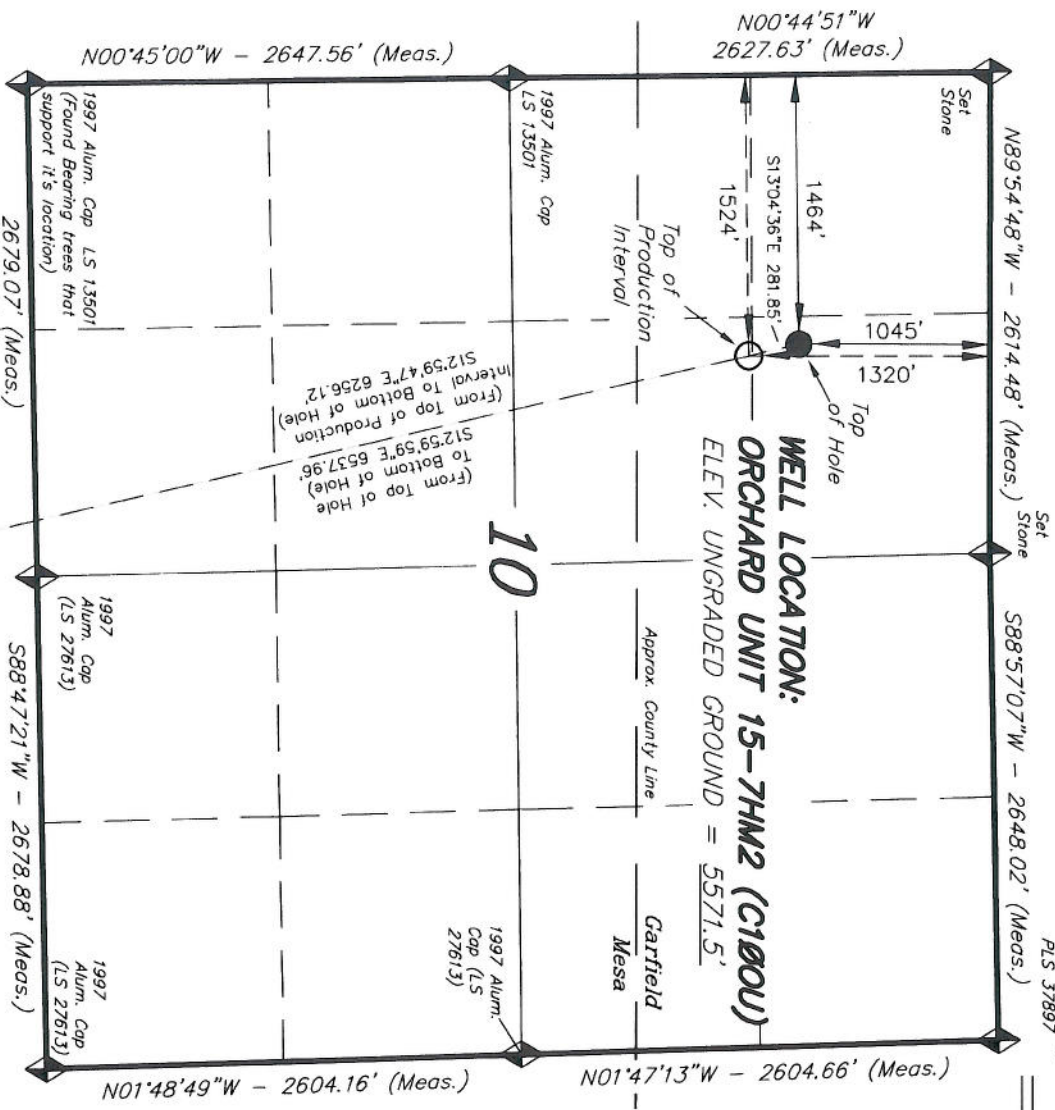 N89°54'48"W - 2614.48' (Meas.)
Set
Stone
S88°57'07"W - 2648.02' (Meas.)
PLS 37897
N00°44'51"W
2627.63' (Meas.)
Set
Stone
1464'
1045'
1320'
S13°04'36"E 281.85'
1524'
Top
of Hole
Top of
Production
Interval
WELL LOCATION:
ORCHARD UNIT 15-7HM2 (C10OU)
ELEV. UNGRADED GROUND = 5571.5'
Approx. County Line
Garfield
Mesa
N01°47'13"W - 2604.66' (Meas.)
1997 Alum. Cap
LS 13501
10
1997 Alum.
Cap (LS
27613)
N00°45'00"W - 2647.56' (Meas.)
(From Top of Hole
To Bottom of Hole)
S12°59'59"E 6537.96'
(From Top of Production
Interval To Bottom of Hole)
S12°59'47"E 6256.12'
N01°48'49"W - 2604.16' (Meas.)
1997 Alum. Cap LS 13501
(Found Bearing trees that
support it's location)
1997
Alum. Cap
(LS 27613)
1997
Alum. Cap
(LS 27613)
2679.07' (Meas.)
S88°47'21"W - 2678.88' (Meas.)